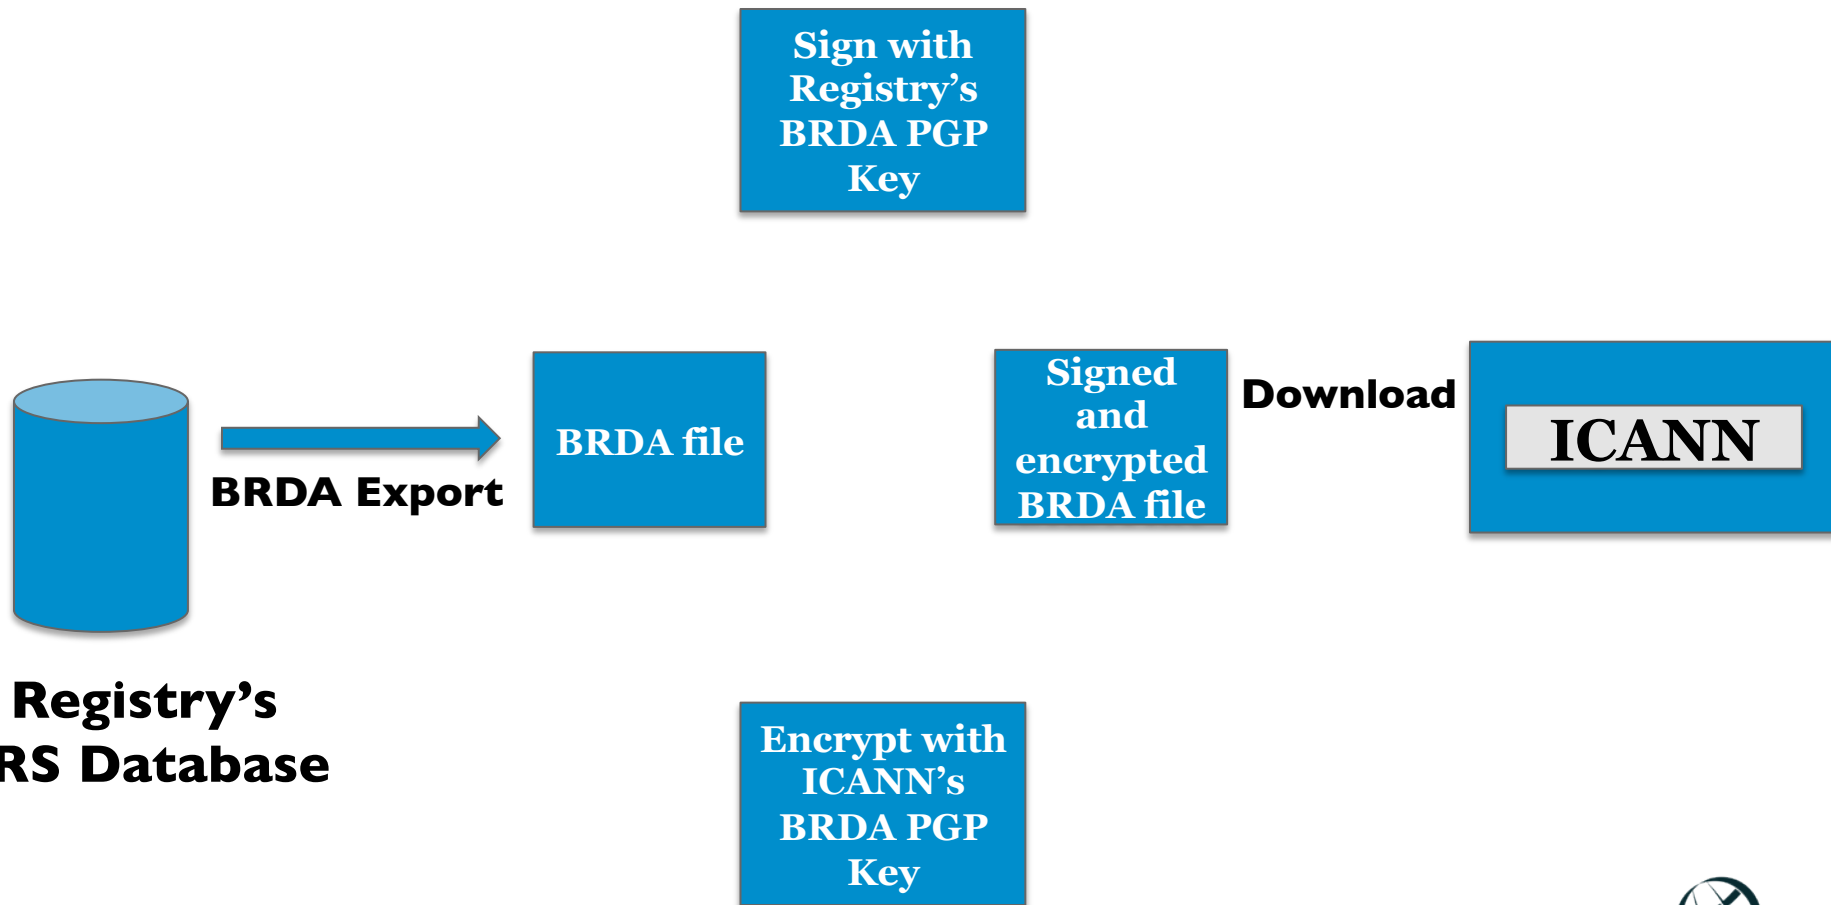 Sign with
Registry’s
BRDA PGP
Key
BRDA Export
BRDA file
Signed
and
encrypted
BRDA file
Download
ICANN
Registry’s
RS Database
Encrypt with
ICANN’s
BRDA PGP
Key